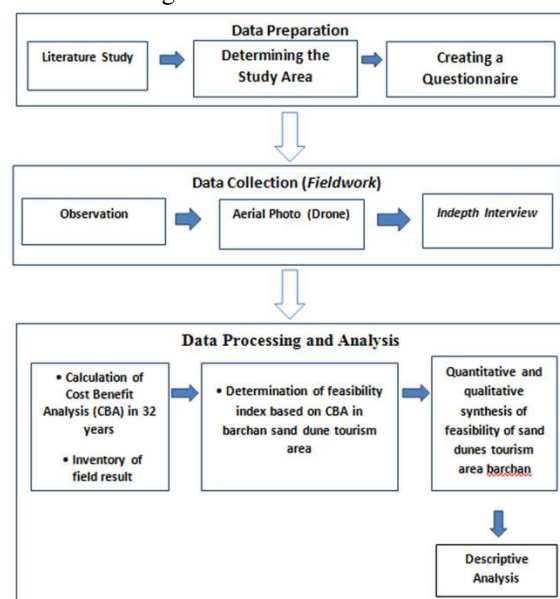 Data Preparation
Literature Study
Determining the
Study Area
Creating a
Questionnaire
Data Collection (Fieldwork)
Observation
Aerial Photo (Drone)
Indepth Interview
Data Processing and Analysis
• Calculation of
Cost Benefit
Analysis (CBA) in 32
years
• Inventory of
field result
• Determination of feasibility
index based on CBA in
barchan sand dune tourism
area
Quantitative and
qualitative
synthesis of
feasibility of sand
dunes tourism
area barchan
Descriptive
Analysis